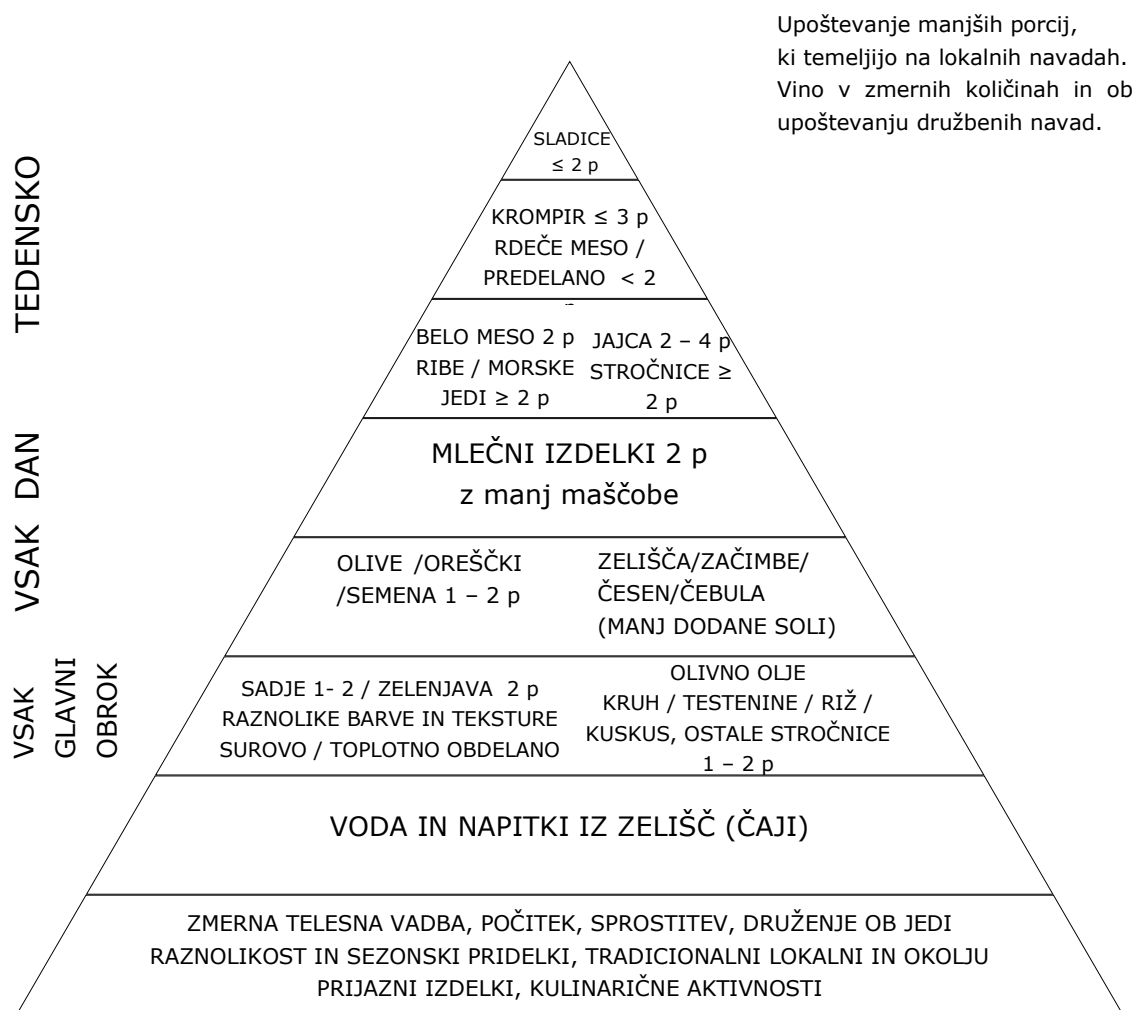 Upoštevanje manjših porcij,
ki temeljijo na lokalnih navadah.
Vino v zmernih količinah in ob
upoštevanju družbenih navad.
TEDENSKO
SLADICE
≤ 2 p
KROMPIR ≤ 3 p
RDEČE MESO /
PREDELANO < 2
BELO MESO 2 p
RIBE / MORSKE
JEDI ≥ 2 p
JAJCA 2 – 4 p
STROČNICE ≥
2 p
VSAK DAN
MLEČNI IZDELKI 2 p
z manj maščobe
OLIVE /OREŠČKI
/SEMENA 1 – 2 p
ZELIŠČA/ZAČIMBE/
ČESEN/ČEBULA
(MANJ DODANE SOLI)
VSAK
GLAVNI
OBROK
SADJE 1- 2 / ZELENJAVA 2 p
RAZNOLIKE BARVE IN TEKSTURE
SUROVO / TOPLOTNO OBDELANO
OLIVNO OLJE
KRUH / TESTENINE / RIŽ /
KUSKUS, OSTALE STROČNICE
1 – 2 p
VODA IN NAPITKI IZ ZELIŠČ (ČAJI)
ZMERNA TELESNA VADBA, POČITEK, SPROSTITEV, DRUŽENJE OB JEDI
RAZNOLIKOST IN SEZONSKI PRIDELKI, TRADICIONALNI LOKALNI IN OKOLJU
PRIJAZNI IZDELKI, KULINARIČNE AKTIVNOSTI